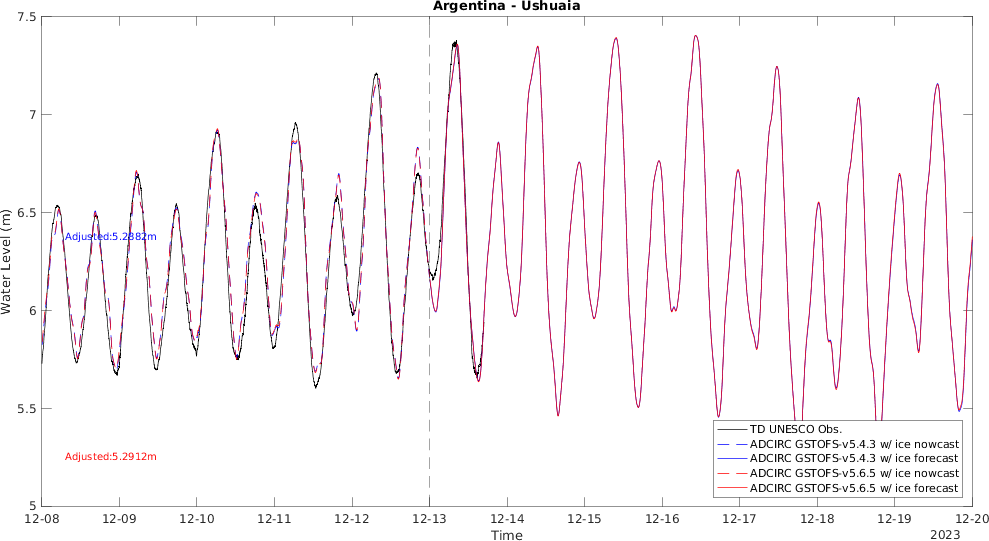 Argentina - Ushuaia
7.5
7
6.5
6
5.5
5
Water Level (m)
Adjusted:5.2382m
Adjusted:5.2912m
TD UNESCO Obs.
ADCIRC GSTOFS-v5.4.3 w/ ice nowcast
ADCIRC GSTOFS-v5.4.3 w/ ice forecast
ADCIRC GSTOFS-v5.6.5 w/ ice nowcast
ADCIRC GSTOFS-v5.6.5 w/ ice forecast
12-08 12-09 12-10 12-11 12-12 12-13 12-14 12-15 12-16 12-17 12-18 12-19 12-20
Time
2023